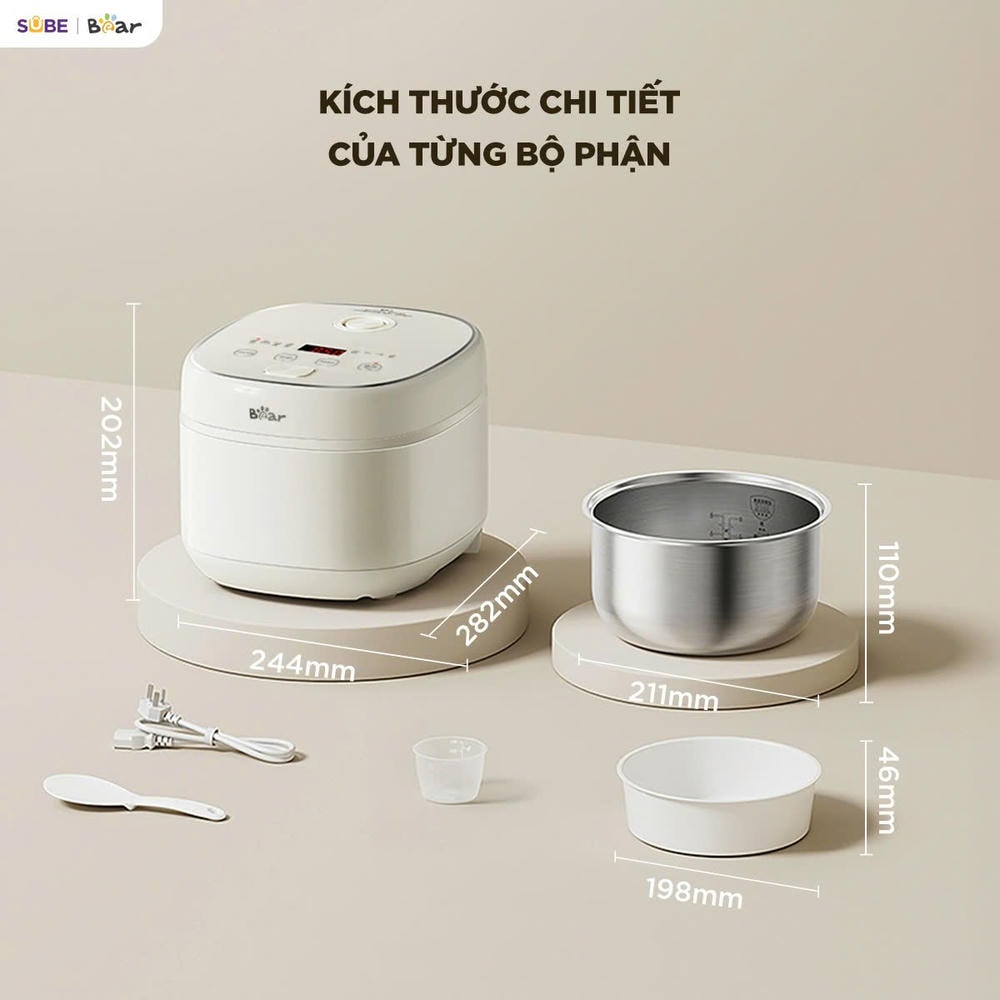 SUBE | Bear
KÍCH THƯỚC CHI TIẾT
CỦA TỪNG BỘ PHẬN
Bear
202mm
244mm
282mm
110mm
211mm
46mm
198mm